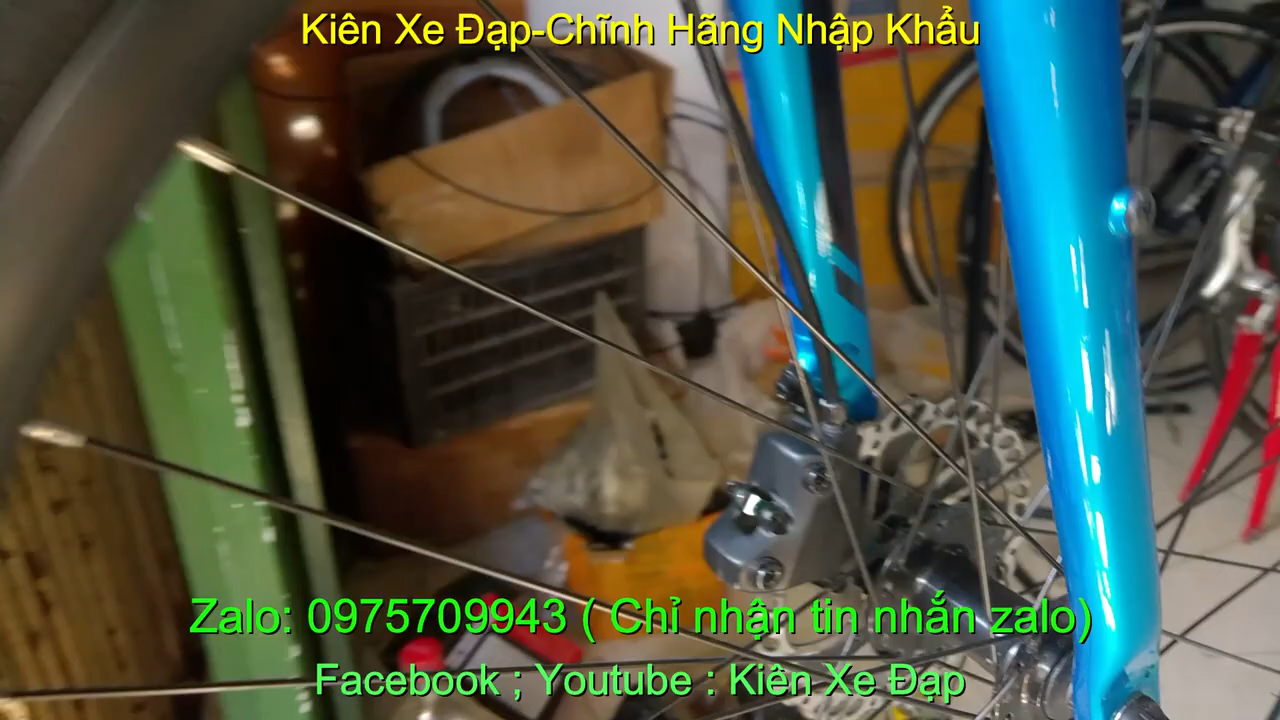 Kiên Xe Đạp-Chĩnh Hãng Nhập Khẩu
Zalo: 0975709943 ( Chỉ nhận tin nhắn zalo)
Facebook ; Youtube : Kiên Xe Đạp